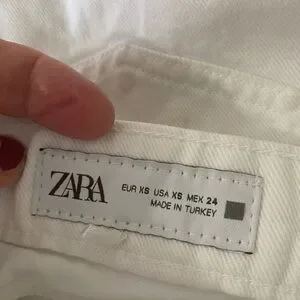 ZARA
EUR XS USA XS MEX 24
MADE IN TURKEY